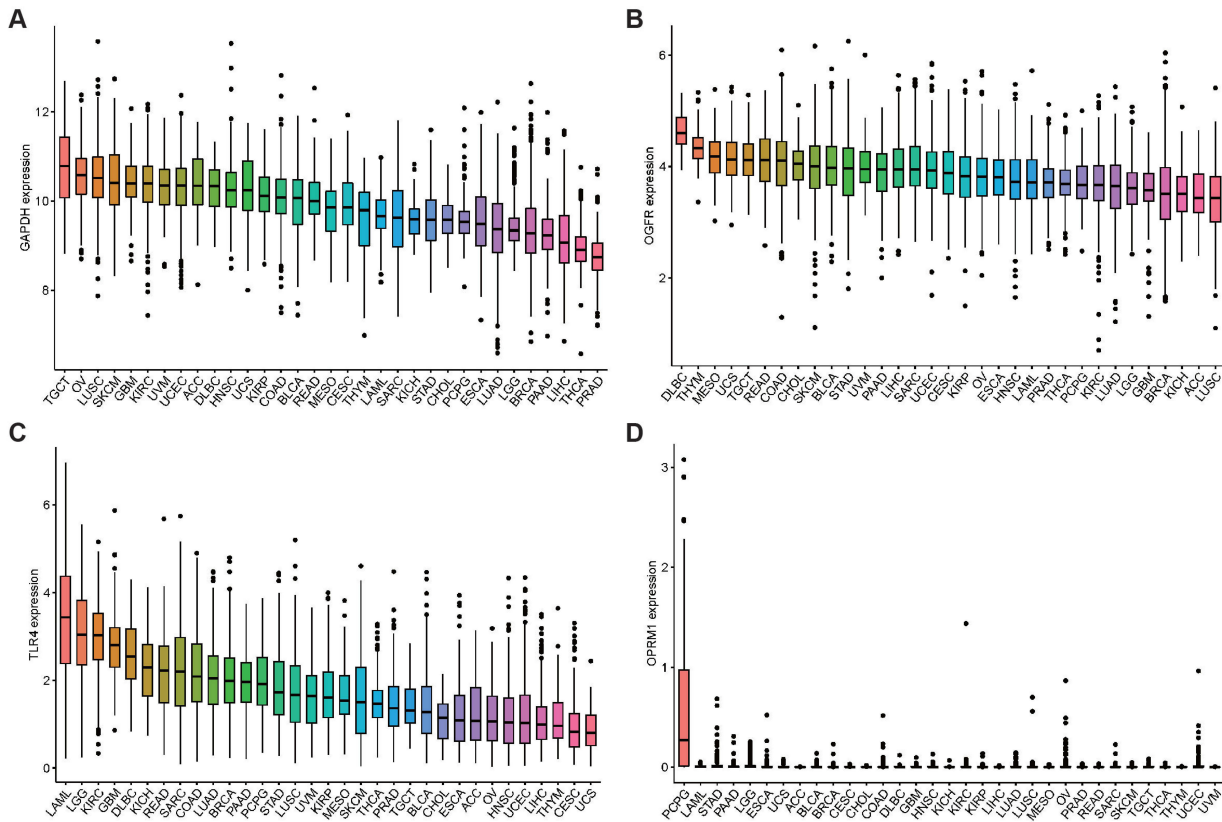 A
GAPDH expression
12
10
8
TGCT
OV
LUSC
SKCM
GBM
KIRC
UVM
UCEC
ACC
DLBC
HNSC
UCS
KIRP
COAD
BLCA
READ
MESO
CESC
THYM
LAML
SARC
KICH
STAD
CHOL
PCPG
ESCA
LUAD
LGG
BRCA
PAAD
LIHC
THCA
PRAD
B
OGFR expression
6
4
2
DLBC
THYM
MESO
UCS
TGCT
READ
COAD
CHOL
SKCM
BLCA
STAD
UVM
PAAD
LIHC
SARC
UCEC
CESC
KIRP
OV
ESCA
HNSC
LAML
PRAD
THCA
PCPG
KIRC
LUAD
LGG
GBM
BRCA
KICH
ACC
LUSC
C
TLR4 expression
6
4
2
0
LAML
LGG
KIRC
GBM
DLBC
KICH
READ
SARC
COAD
LUAD
BRCA
PAAD
PCPG
STAD
LUSC
UVM
KIRP
MESO
SKCM
THCA
PRAD
TGCT
BLCA
CHOL
ESCA
ACC
OV
HNSC
UCEC
LIHC
THYM
CESC
UCS
D
OPRM1 expression
3
2
1
0
PCPG
LAML
STAD
PAAD
LGG
ESCA
UCS
ACC
BLCA
BRCA
CESC
CHOL
COAD
DLBC
GBM
HNSC
KICH
KIRC
KIRP
LIHC
LUAD
LUSC
MESO
OV
PRAD
READ
SARC
SKCM
TGCT
THCA
THYM
UCEC
UVM